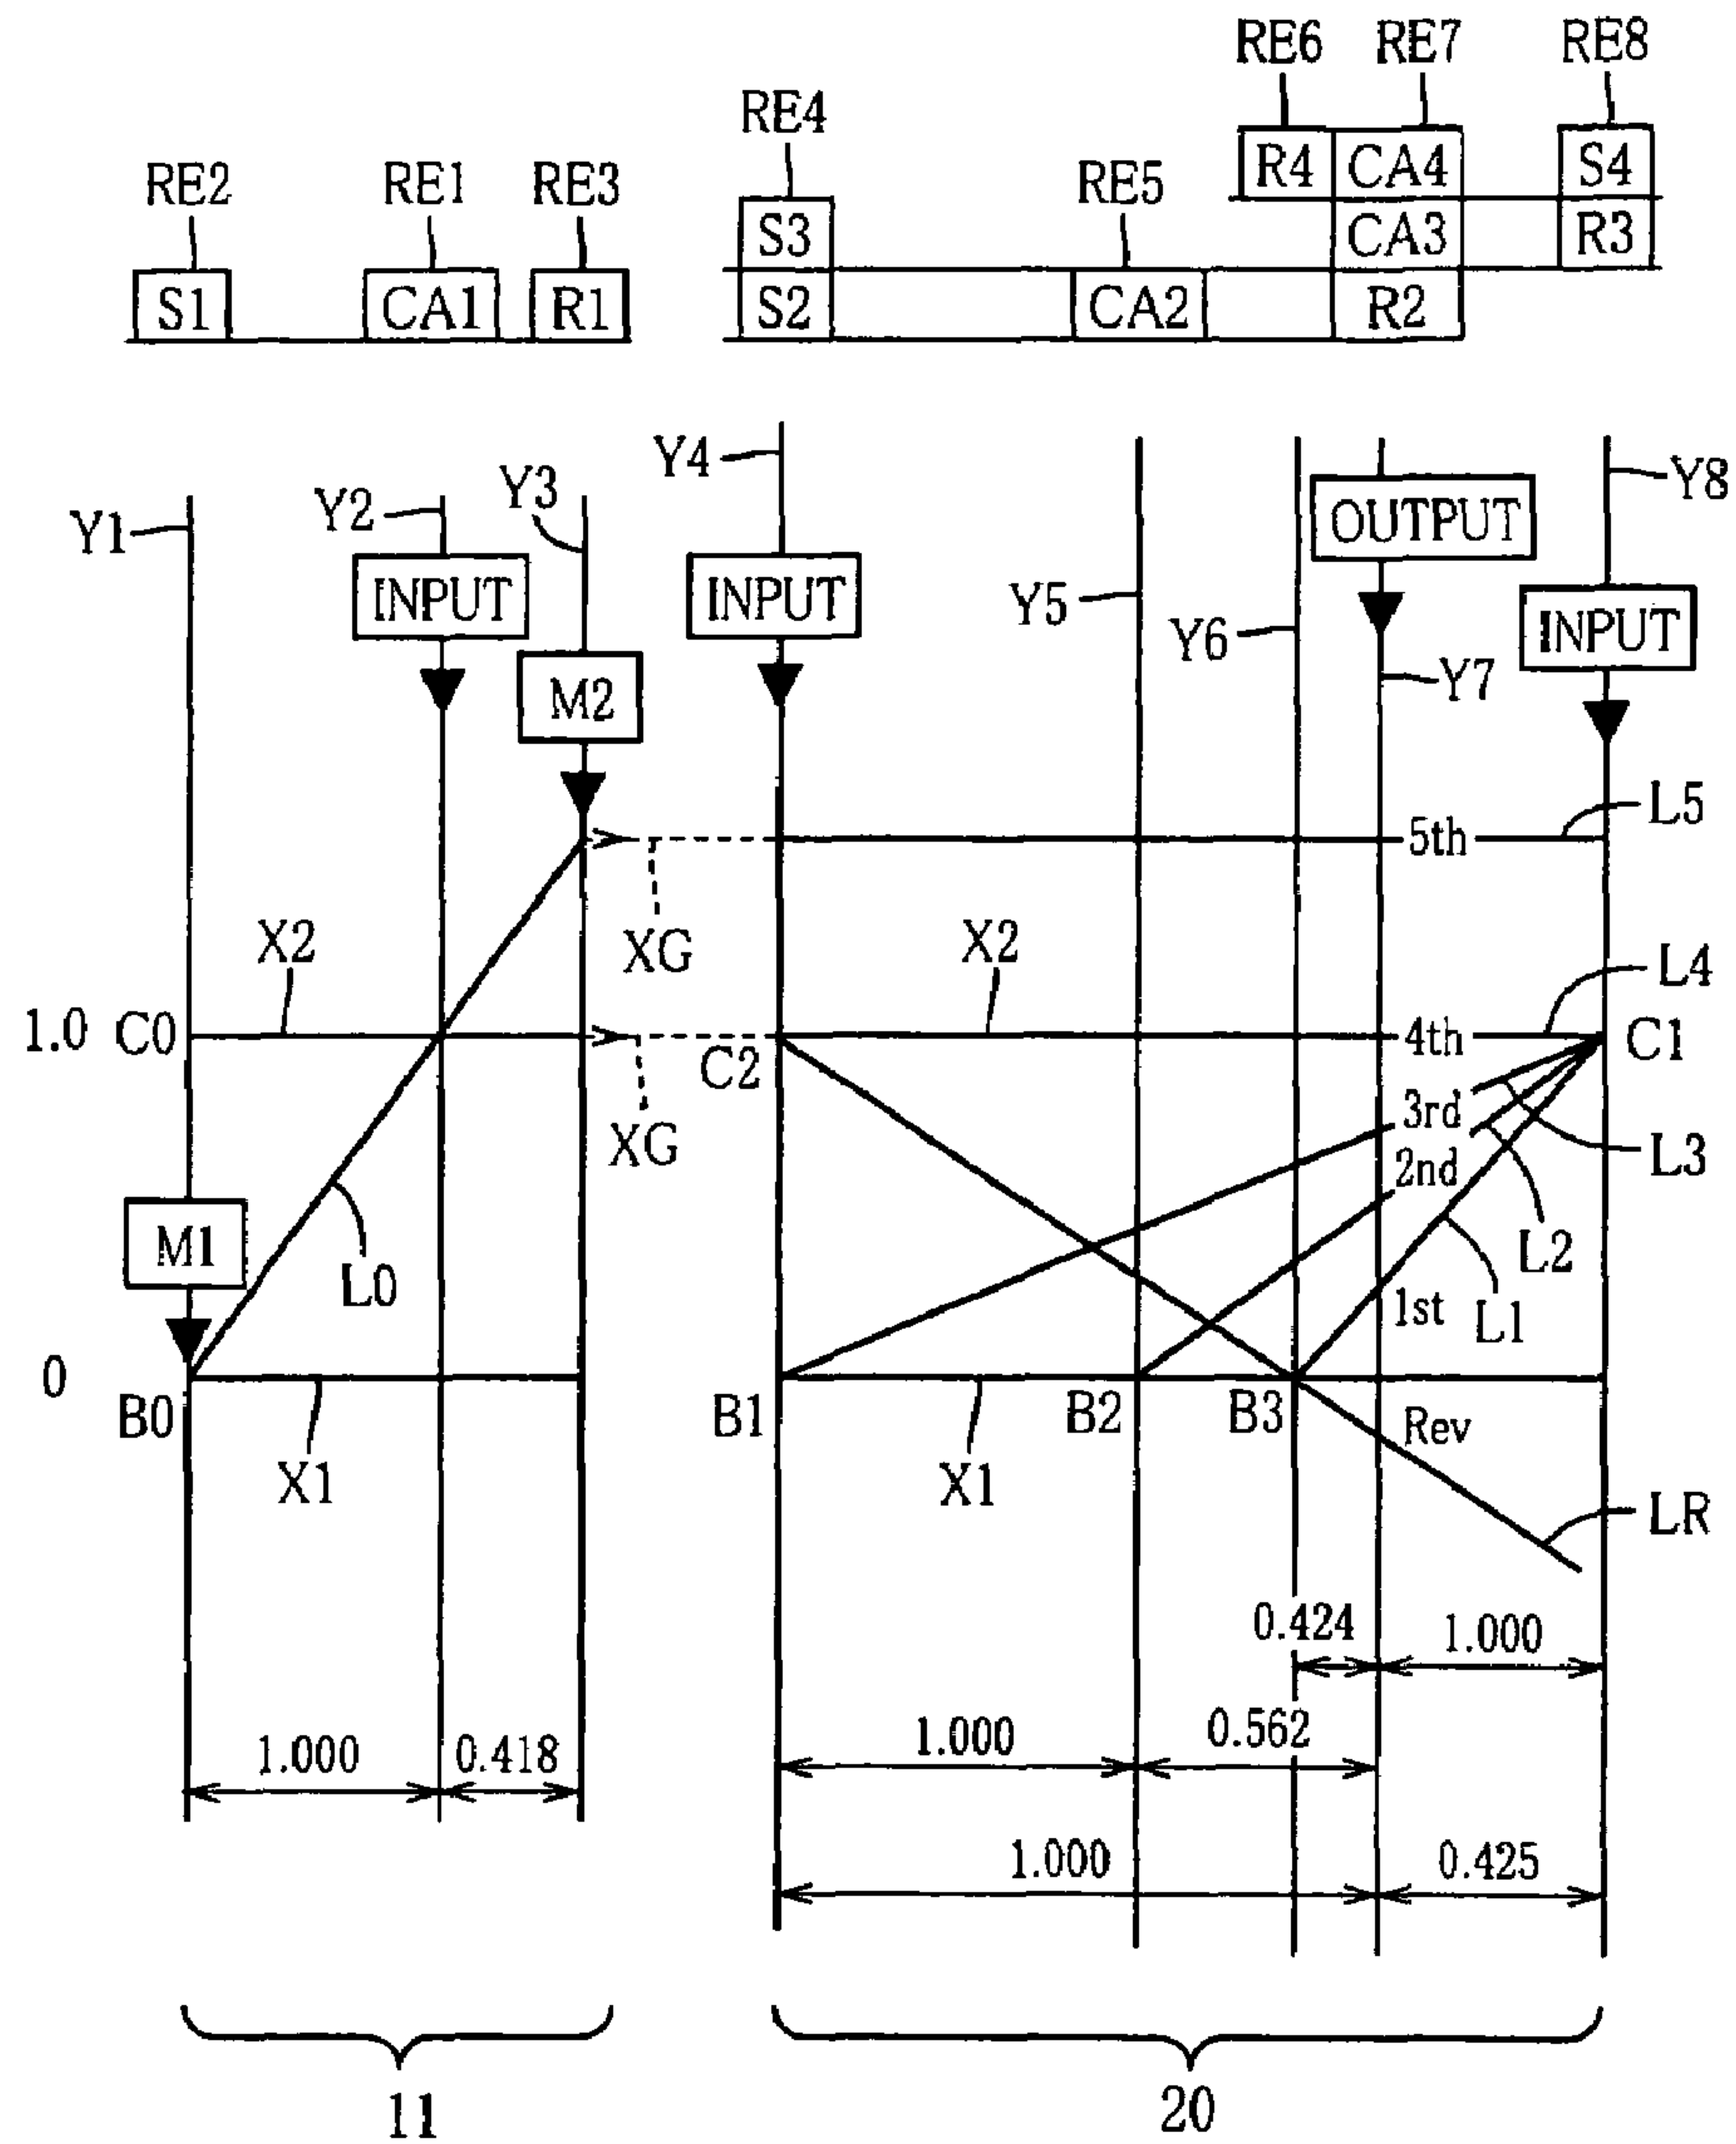 RE6 RE7 RE8
RE4
R4 CA4 S4
RE2 RE1 RE3 RE5
S3 CA3 R3
S1 CA1 R1 S2 CA2 R2
Y4 Y8
Y3
Y2
Y1 OUTPUT
INPUT INPUT Y5 Y6 INPUT
M2 Y7
L5
5th
X2 XG X2
L4
1.0 C0 C2 4th C1
3rd
XG L3
2nd
M1 L2
L0 1st L1
0
B0 B1 B2 B3 Rev
X1 X1
LR
0.424 1.000
1.000 0.418 1.000 0.562
1.000 0.425
11 20